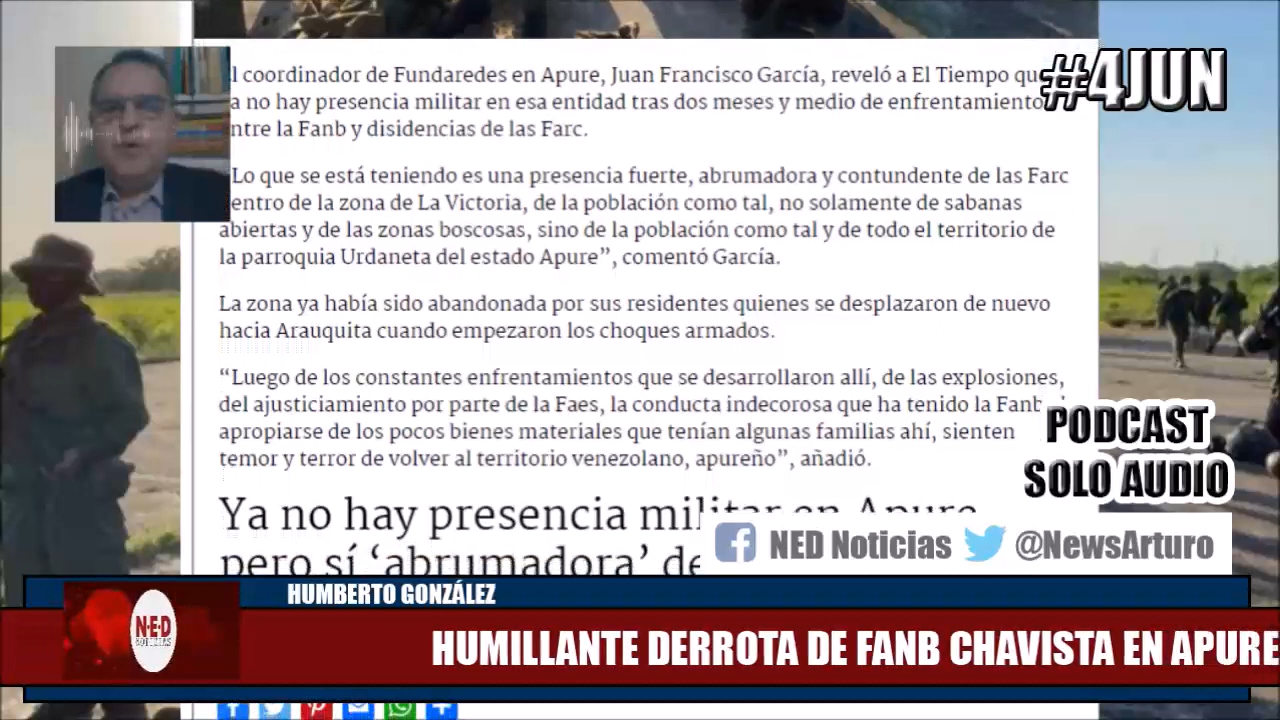 l coordinador de Fundaredes en Apure, Juan Francisco García, reveló a El Tiempo que
a no hay presencia militar en esa entidad tras dos meses y medio de enfrentamiento
ntre la Fanb y disidencias de las Farc.
Lo que se está teniendo es una presencia fuerte, abrumadora y contundente de las Farc
entro de la zona de La Victoria, de la población como tal, no solamente de sabanas
abiertas y de las zonas boscosas, sino de la población como tal y de todo el territorio de
la parroquia Urdaneta del estado Apure”, comentó García.
La zona ya había sido abandonada por sus residentes quienes se desplazaron de nuevo
hacia Arauquita cuando empezaron los choques armados.
“Luego de los constantes enfrentamientos que se desarrollaron allí, de las explosiones,
del ajusticiamiento por parte de la Faes, la conducta indecorosa que ha tenido la Fanb
apropiarse de los pocos bienes materiales que tenían algunas familias ahí, sienten
temor y terror de volver al territorio venezolano, apureño”, añadió.
Ya no hay presencia militar en Apure
pero sí ‘abrumadora’ de
#4JUN
PODCAST
SOLO AUDIO
NED Noticias @NewsArturo
HUMBERTO GONZÁLEZ
N·E·D
NOTICIAS
HUMILLANTE DERROTA DE FANB CHAVISTA EN APURE